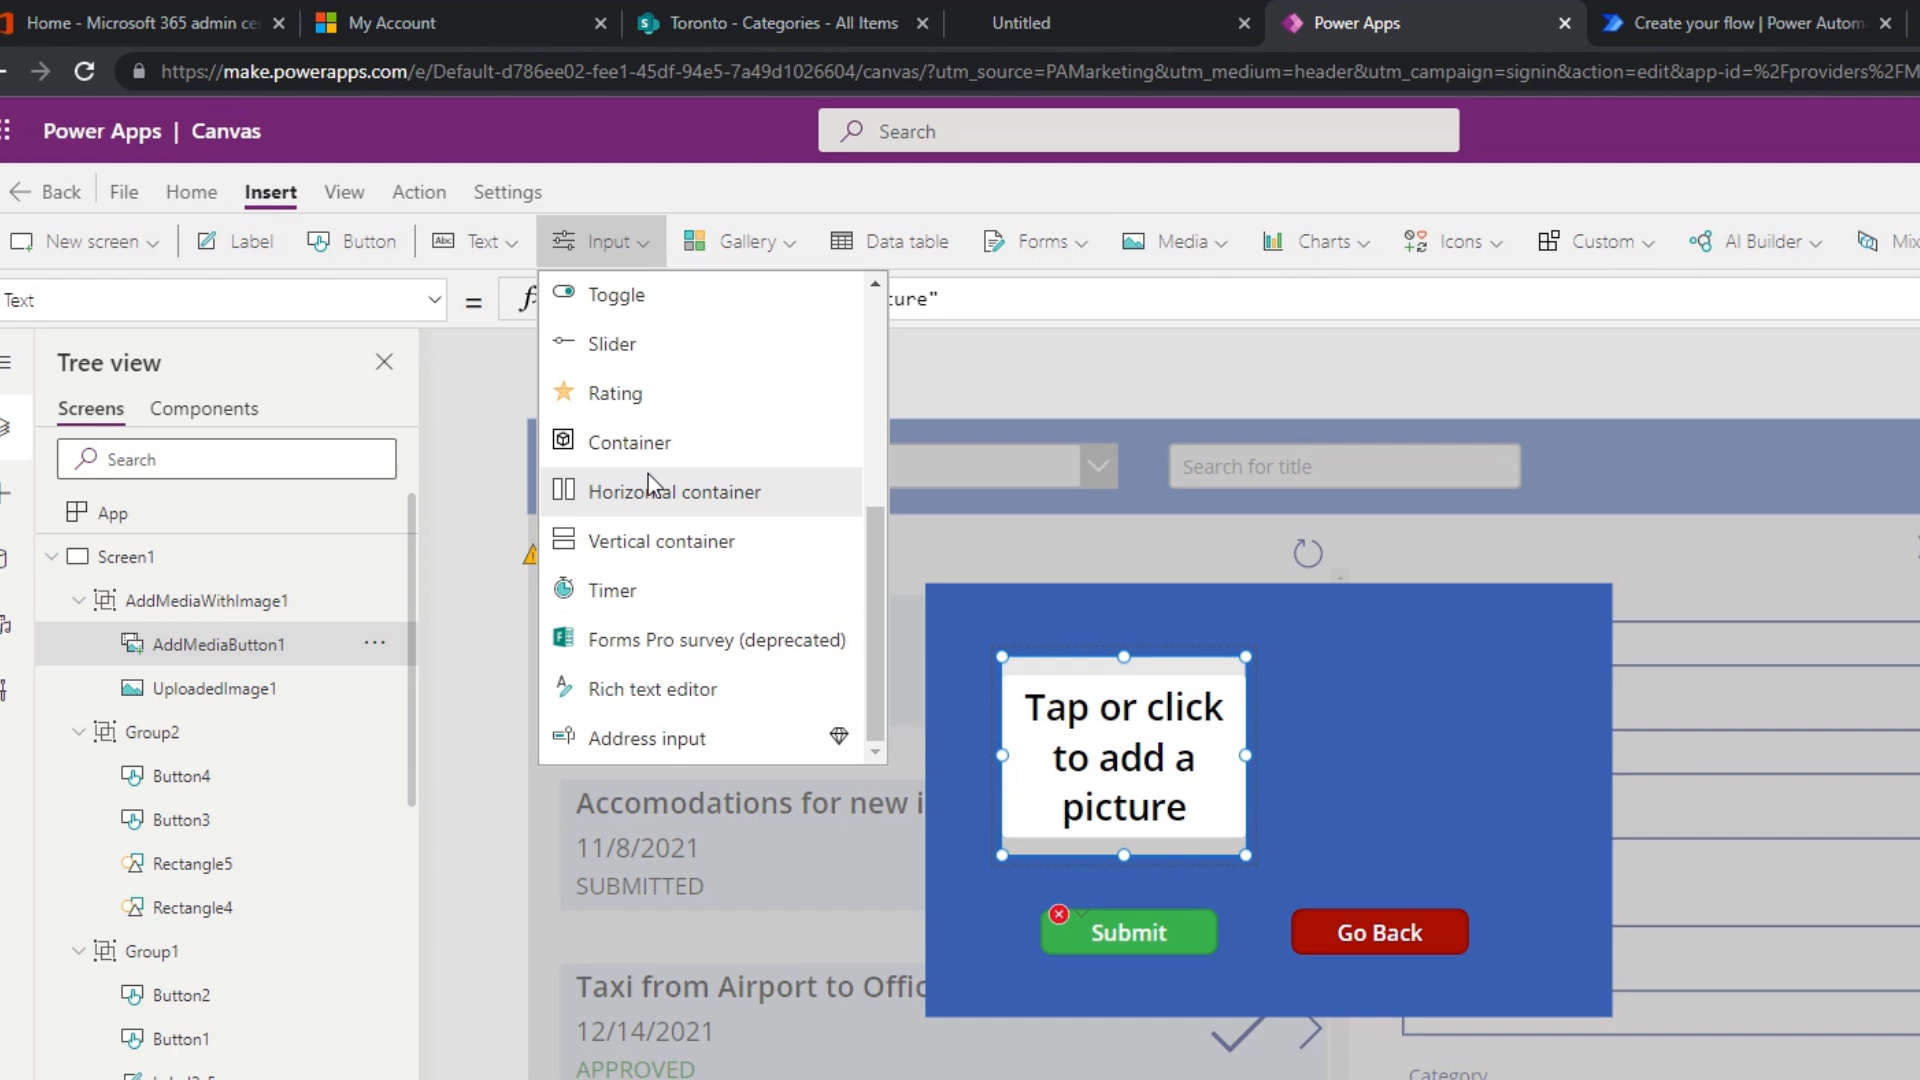 Home - Microsoft 365 admin ce
My Account
Toronto - Categories - All Items
Untitled
Power Apps
Create your flow | Power Autom
https://make.powerapps.com/e/Default-d786ee02-fee1-45df-94e5-7a49d1026604/canvas/?utm_source=PAMarketing&utm_medium=header&utm_campaign=signin&action=edit&app-id=%2Fproviders%2FM
Power Apps | Canvas
Search
Back
File
Home
Insert
View
Action
Settings
New screen
Label
Button
Abc
Text
Input
Gallery
Data table
Forms
Media
Charts
Icons
Custom
AI Builder
Mix
Text
=
ture"
Toggle
Slider
Rating
Container
Horizontal container
Vertical container
Timer
Forms Pro survey (deprecated)
Rich text editor
Address input
Tree view
Screens
Components
Search
App
Screen1
AddMediaWithImage1
AddMediaButton1
UploadedImage1
Group2
Button4
Button3
Rectangle5
Rectangle4
Group1
Button2
Button1
Search for title
Tap or click
to add a
picture
Submit
Go Back
Accomodations for new i
11/8/2021
SUBMITTED
Taxi from Airport to Offic
12/14/2021
APPROVED
Category